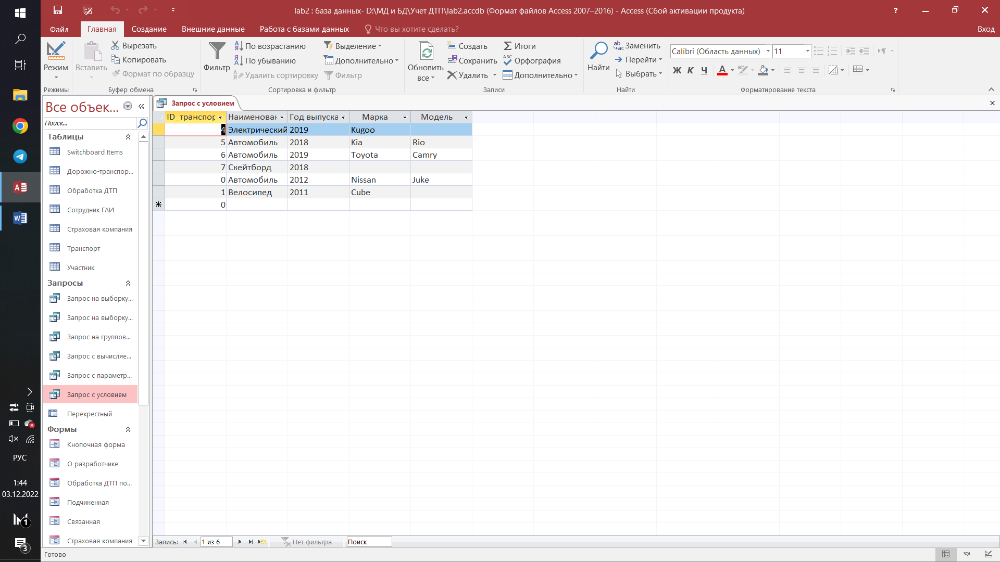 lab2 : база данных- D:\МД и БД\Учет ДТП\lab2.accdb (Формат файлов Access 2007–2016) - Access (Сбой активации продукта)
Файл Главная Создание Внешние данные Работа с базами данных Что вы хотите сделать? Вход
Режим
Режимы
Вставить
Вырезать
Копировать
Формат по образцу
Буфер обмена
Фильтр
По возрастанию
По убыванию
Удалить сортировку
Выделение
Дополнительно
Фильтр
Сортировка и фильтр
Обновить
все
Создать
Сохранить
Удалить
Итоги
Орфография
Дополнительно
Записи
Найти
Заменить
Перейти
Выбрать
Найти
Calibri (Область данных) 11
Ж К Ч
Форматирование текста
Все объек...
Поиск...
Таблицы
Switchboard Items
Дорожно-транспор...
Обработка ДТП
Сотрудник ГАИ
Страховая компания
Транспорт
Участник
Запросы
Запрос на выборку...
Запрос на выборку...
Запрос на группов...
Запрос с вычисляе...
Запрос с параметр...
Запрос с условием
Перекрестный
Формы
Кнопочная форма
О разработчике
Обработка ДТП по...
Подчиненная
Связанная
Страховая компания
Запрос с условием
ID_транспор Наименован Год выпуска Марка Модель
4 Электрический 2019 Kugoo
5 Автомобиль 2018 Kia Rio
6 Автомобиль 2019 Toyota Camry
7 Скейтборд 2018
0 Автомобиль 2012 Nissan Juke
1 Велосипед 2011 Cube
0
Запись: 1 из 6 Нет фильтра Поиск
Готово
SQL
РУС
1:44
03.12.2022
1
3